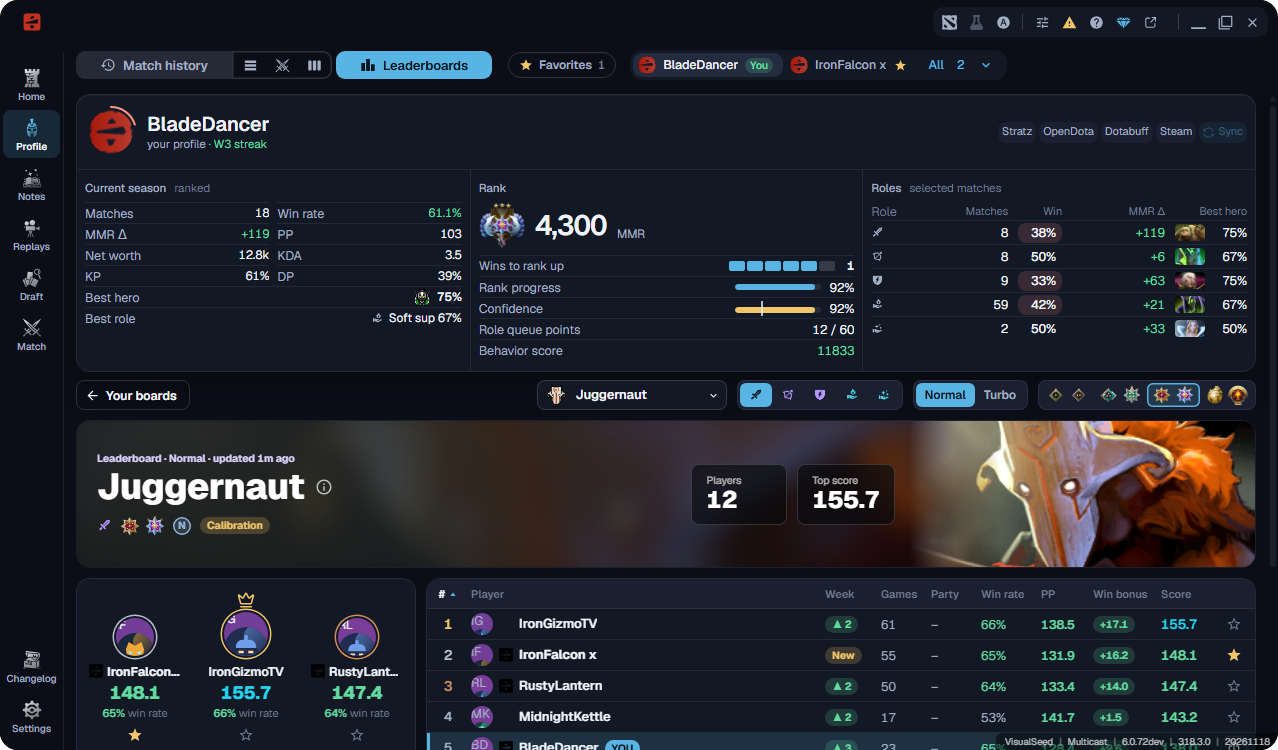 Match history
Leaderboards
Favorites 1
BladeDancer You
IronFalcon x
All 2
Home
Profile
Notes
Replays
Draft
Match
Changelog
Settings
BladeDancer
your profile · W3 streak
Stratz OpenDota Dotabuff Steam Sync
Current season ranked
Matches 18 Win rate 61.1%
MMR Δ +119 PP 103
Net worth 12.8k KDA 3.5
KP 61% DP 39%
Best hero 75%
Best role Soft sup 67%
Rank
4,300 MMR
Wins to rank up 1
Rank progress 92%
Confidence 92%
Role queue points 12 / 60
Behavior score 11833
Roles selected matches
Role Matches Win MMR Δ Best hero
8 38% +119 75%
8 50% +6 67%
9 33% +63 75%
59 42% +21 67%
2 50% +33 50%
Your boards
Juggernaut
Normal Turbo
Leaderboard · Normal · updated 1m ago
Juggernaut
N Calibration
Players
12
Top score
155.7
IronFalcon...
148.1
65% win rate
G
IronGizmoTV
155.7
66% win rate
RL
RustyLant...
147.4
64% win rate
# Player Week Games Party Win rate PP Win bonus Score
1 IG IronGizmoTV 2 61 – 66% 138.5 +17.1 155.7
2 IF IronFalcon x New 55 – 65% 131.9 +16.2 148.1
3 RL RustyLantern 2 50 – 64% 133.4 +14.0 147.4
4 MK MidnightKettle 2 17 – 53% 141.7 +1.5 143.2
5 BD BladeDancer YOU 3 23 65%
VisualSeed | Multicast | 6.0.72dev | 318.3.0 | 20261118